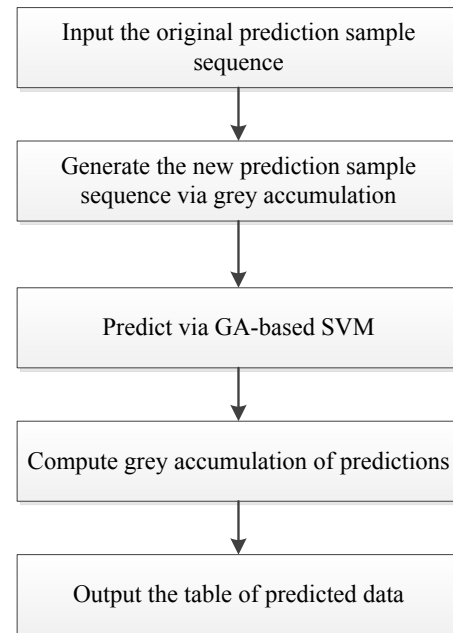 Input the original prediction sample
sequence
Generate the new prediction sample
sequence via grey accumulation
Predict via GA-based SVM
Compute grey accumulation of predictions
Output the table of predicted data